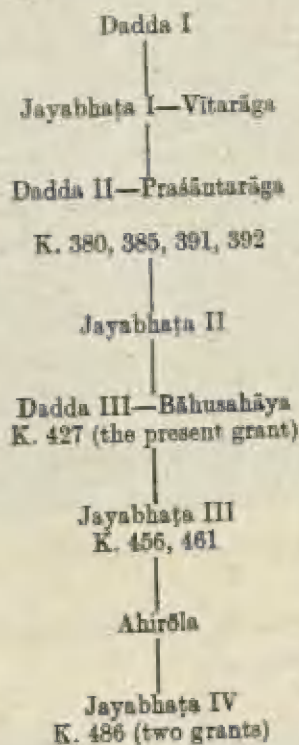 Dadda I
Jayabhaṭa I—Vītarāga
Dadda II—Praśāntarāga
K. 380, 385, 391, 392
Jayabhaṭa II
Dadda III—Bāhusahāya
K. 427 (the present grant)
Jayabhaṭa III
K. 456, 461
Ahirōla
Jayabhaṭa IV
K. 486 (two grants)